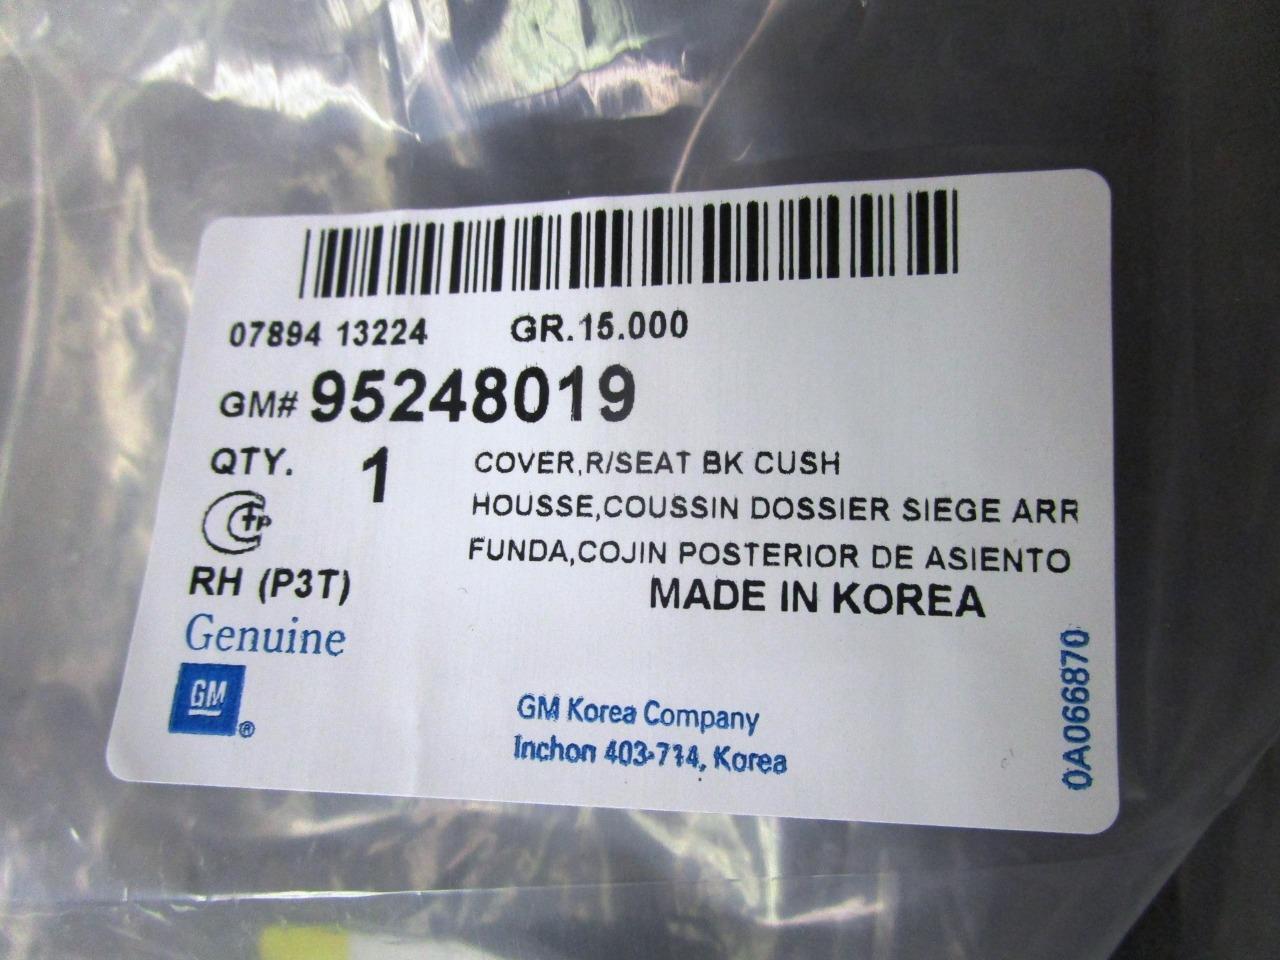 07894 13224 GR.15.000
GM# 95248019
QTY. 1
COVER,R/SEAT BK CUSH
HOUSSE,COUSSIN DOSSIER SIEGE ARR
FUNDA,COJIN POSTERIOR DE ASIENTO
RH (P3T)
MADE IN KOREA
Genuine
GM
®
GM Korea Company
Inchon 403-714, Korea
0A066870